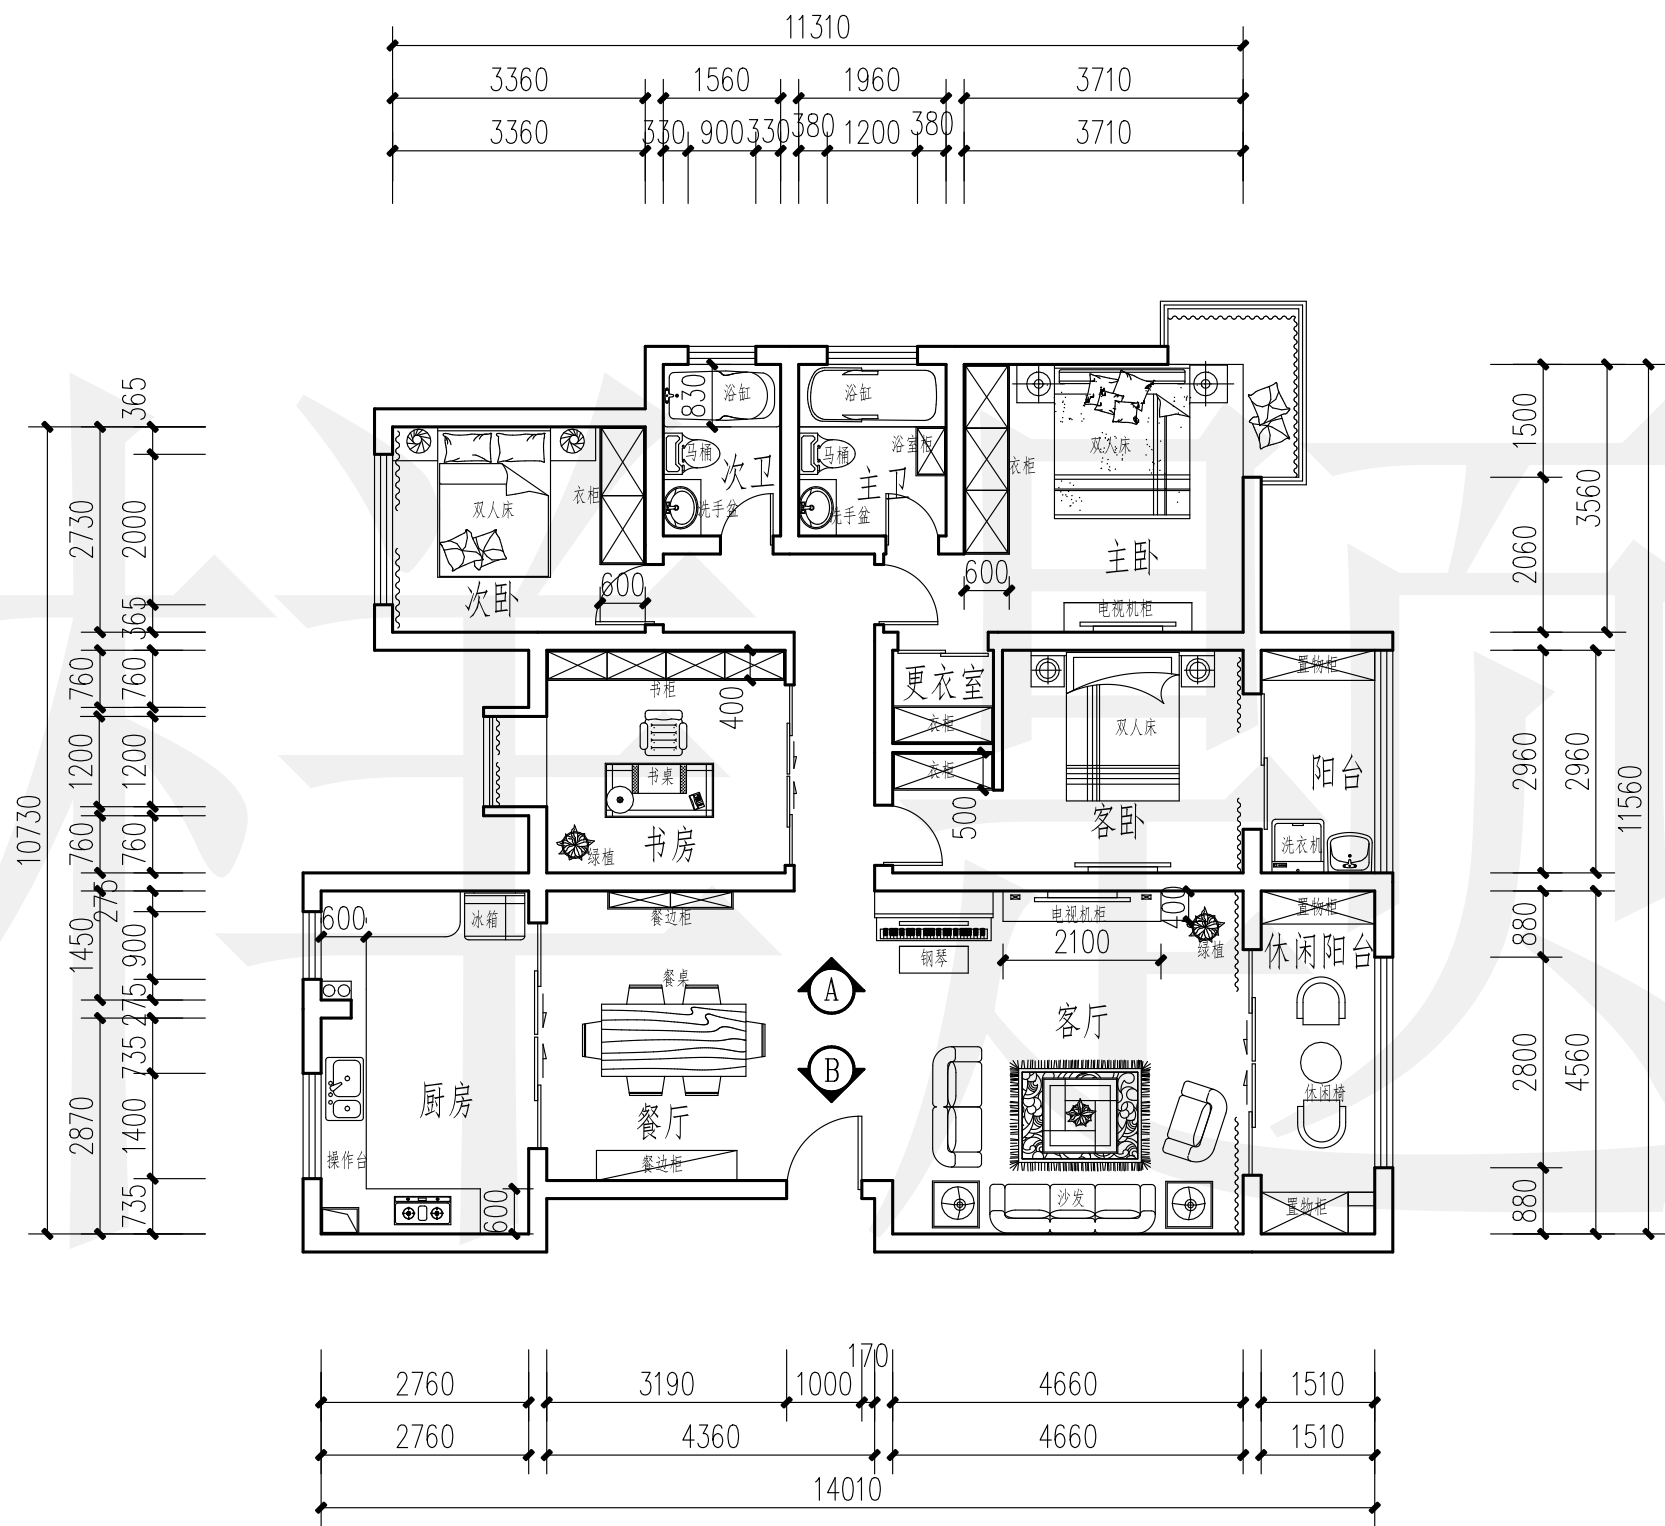 11310
3360
1560
1960
3710
3360
330
900
330
380
1200
380
3710
365
2000
365
760
1200
760
900
275
735
1400
735
2730
760
1200
760
275
1450
2870
10730
1500
2060
2960
880
2800
880
3560
2960
4560
11560
浴缸
830
浴缸
马桶
马桶
次卫
主卫
浴室柜
洗手盆
洗手盆
衣柜
双人床
次卧
600
衣柜
双人床
主卧
600
电视机柜
书柜
400
书桌
书房
绿植
更衣室
衣柜
衣柜
500
双人床
客卧
置物柜
阳台
洗衣机
600
冰箱
厨房
操作台
600
餐边柜
餐桌
餐厅
餐边柜
A
B
钢琴
电视机柜
2100
绿植
客厅
沙发
置物柜
休闲阳台
休闲椅
置物柜
170
2760
3190
1000
4660
1510
2760
4360
4660
1510
14010